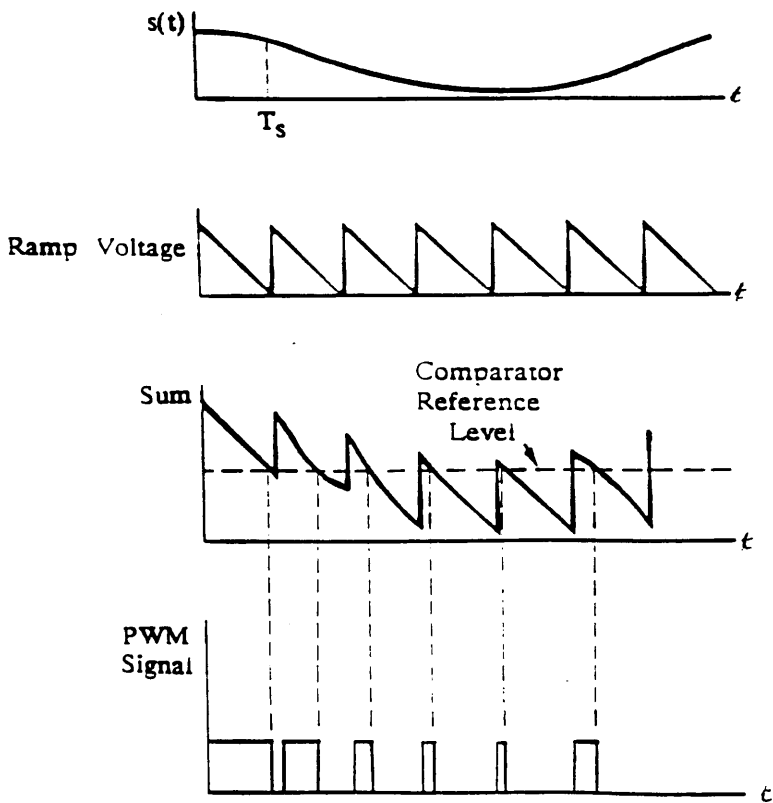 s(t)
t
T_s
Ramp Voltage
t
Sum
Comparator
Reference
Level
t
PWM
Signal
t